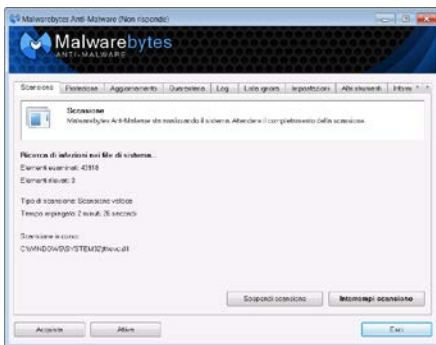 Malwarebytes Anti-Malware (Non risponde)
Malwarebytes
ANTI-MALWARE
Scansione Protezione Aggiornamento Quarantena Log Lista ignora Impostazioni Altri strumenti
Scansione
Malwarebytes Anti-Malware sta analizzando il sistema. Attendere il completamento della scansione.
Ricerca di infezioni nei file di sistema...
Elementi esaminati:
Elementi rilevati: 0
Tipo di scansione: Scansione veloce
Tempo impiegato: 2 minuti, 26 secondi
Scansione in corso:
Sospendi scansione Interrompi scansione
Acquista Attiva Esci